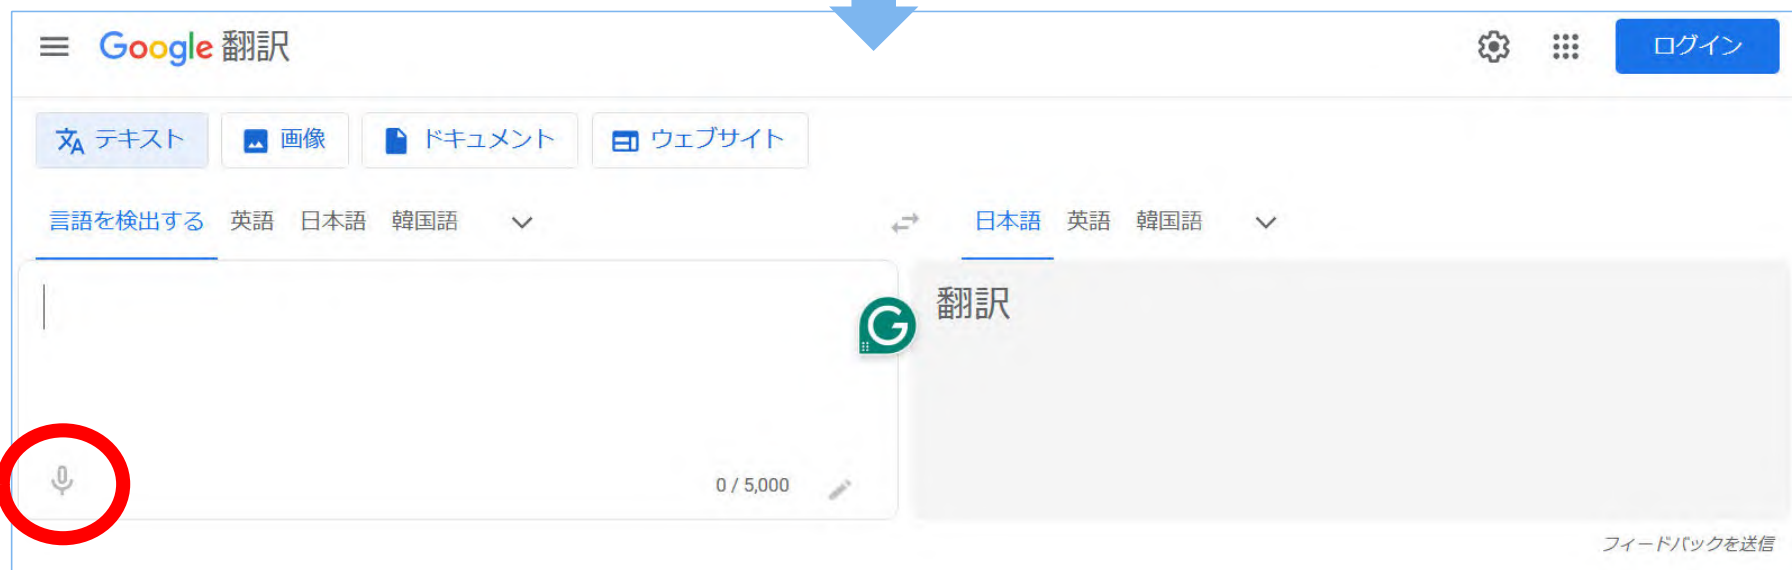 Google 翻訳
ログイン
テキスト 画像 ドキュメント ウェブサイト
言語を検出する 英語 日本語 韓国語 日本語 英語 韓国語
翻訳
0 / 5,000
フィードバックを送信